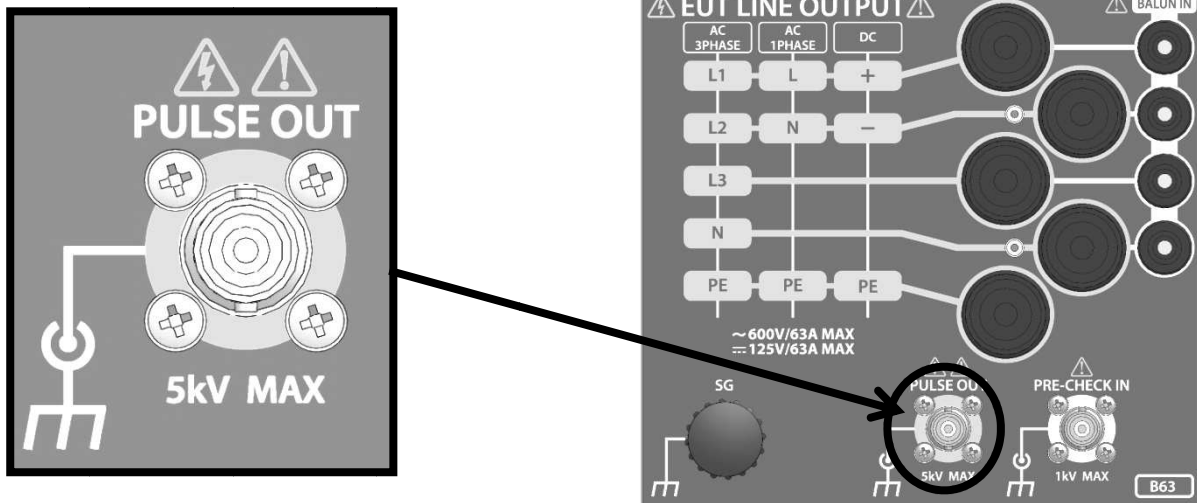 PULSE OUT
5kV MAX
EUT LINE OUTPUT
BALUN IN
AC
3PHASE
AC
1PHASE
DC
L1 L +
L2 N −
L3
N
PE PE PE
~600V/63A MAX
⎓125V/63A MAX
SG
PULSE OUT
PRE-CHECK IN
5kV MAX
1kV MAX
B63